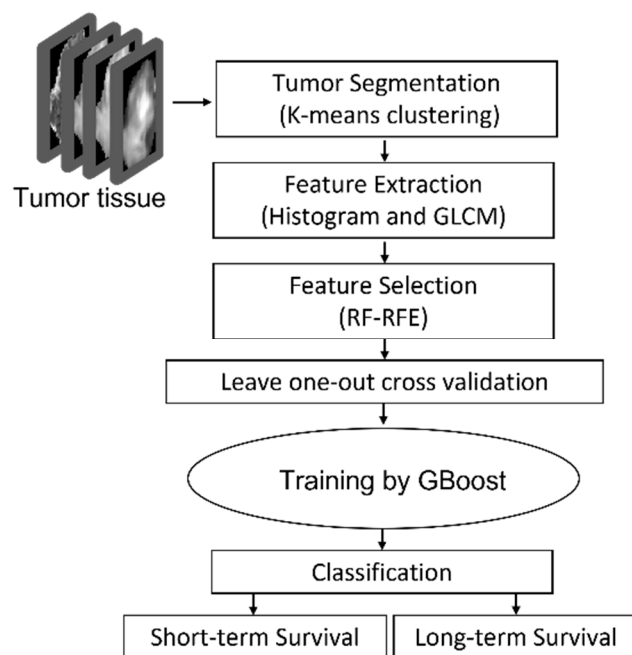 Tumor tissue
Tumor Segmentation
(K-means clustering)
Feature Extraction
(Histogram and GLCM)
Feature Selection
(RF-RFE)
Leave one-out cross validation
Training by GBoost
Classification
Short-term Survival
Long-term Survival